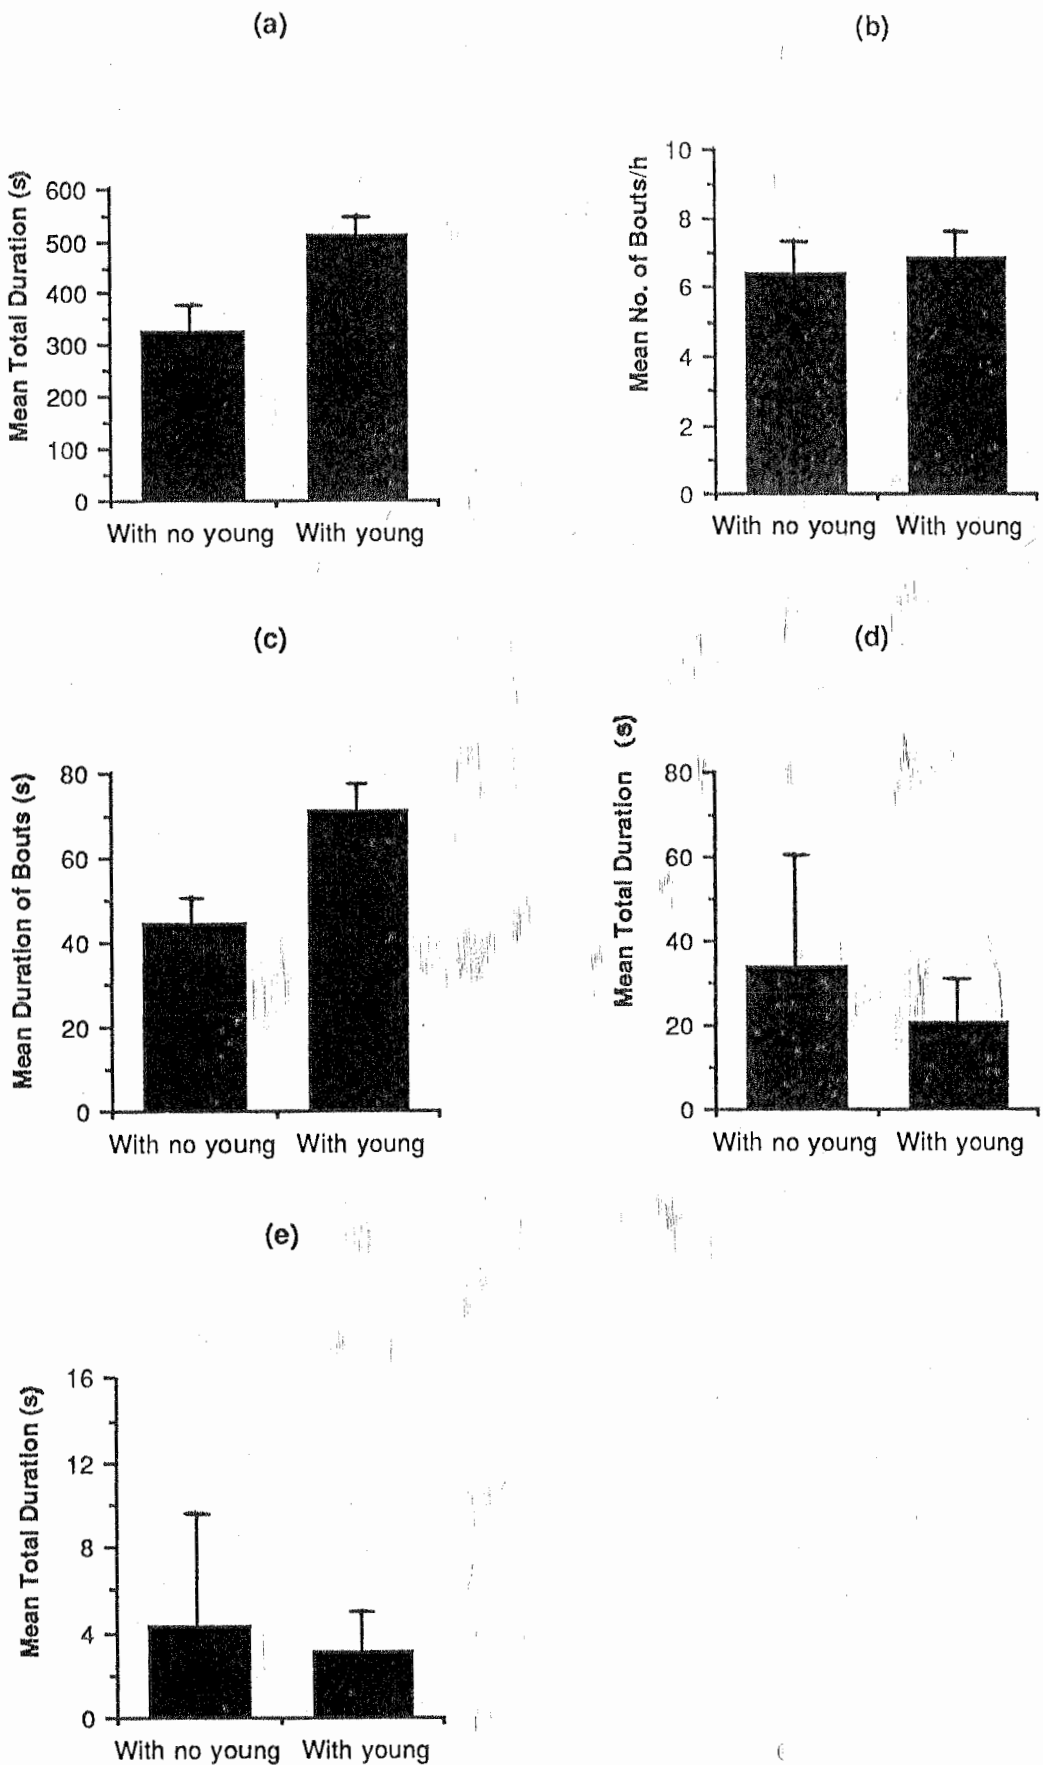 (a)
Mean Total Duration (s)
600
500
400
300
200
100
0
With no young With young
(b)
Mean No. of Bouts/h
10
8
6
4
2
0
With no young With young
(c)
Mean Duration of Bouts (s)
80
60
40
20
0
With no young With young
(d)
Mean Total Duration (s)
80
60
40
20
0
With no young With young
(e)
Mean Total Duration (s)
16
12
8
4
0
With no young With young